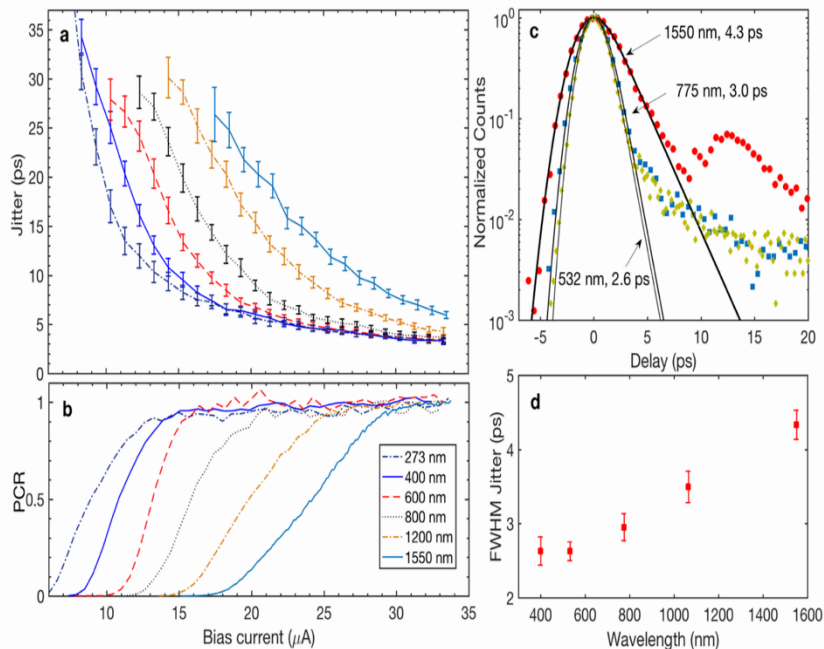 a
35
30
25
20
15
10
5
0
Jitter (ps)
b
1
0.5
0
PCR
273 nm
400 nm
600 nm
800 nm
1200 nm
1550 nm
10 15 20 25 30 35
Bias current (μA)
c
10⁰
10⁻¹
10⁻²
10⁻³
Normalized Counts
1550 nm, 4.3 ps
775 nm, 3.0 ps
532 nm, 2.6 ps
-5 0 5 10 15 20
Delay (ps)
d
5
4
3
2
FWHM Jitter (ps)
400 600 800 1000 1200 1400 1600
Wavelength (nm)